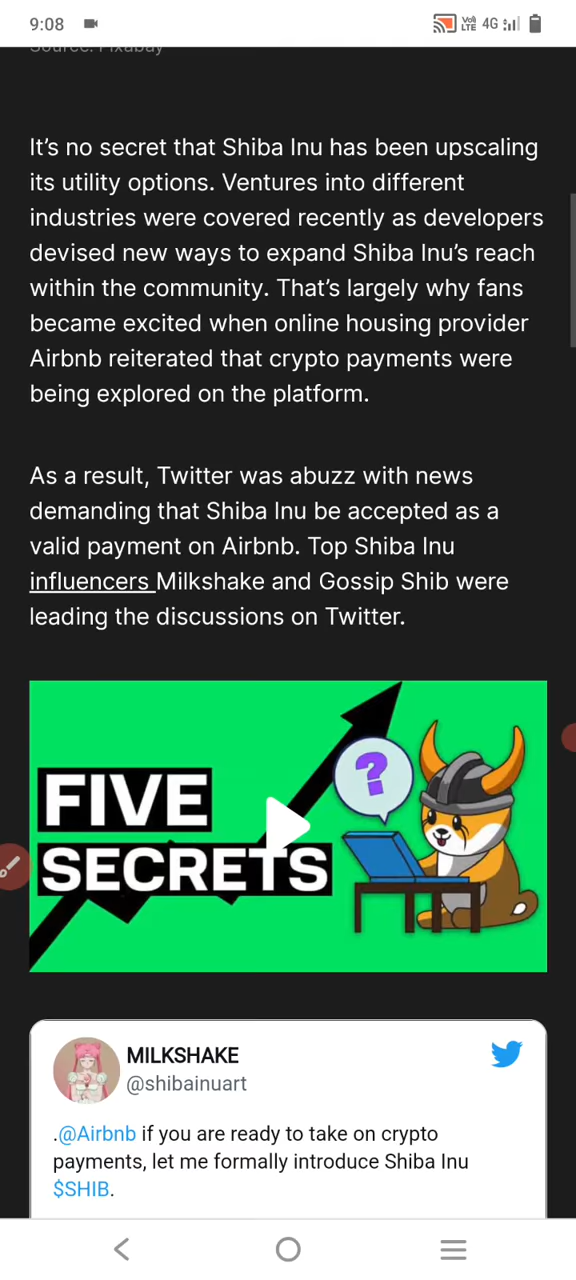 9:08
Vo)
LTE
4G
Source: Pixabay
It’s no secret that Shiba Inu has been upscaling
its utility options. Ventures into different
industries were covered recently as developers
devised new ways to expand Shiba Inu’s reach
within the community. That’s largely why fans
became excited when online housing provider
Airbnb reiterated that crypto payments were
being explored on the platform.
As a result, Twitter was abuzz with news
demanding that Shiba Inu be accepted as a
valid payment on Airbnb. Top Shiba Inu
influencers Milkshake and Gossip Shib were
leading the discussions on Twitter.
?
FIVE
SECRETS
MILKSHAKE
@shibainuart
.@Airbnb if you are ready to take on crypto
payments, let me formally introduce Shiba Inu
$SHIB.